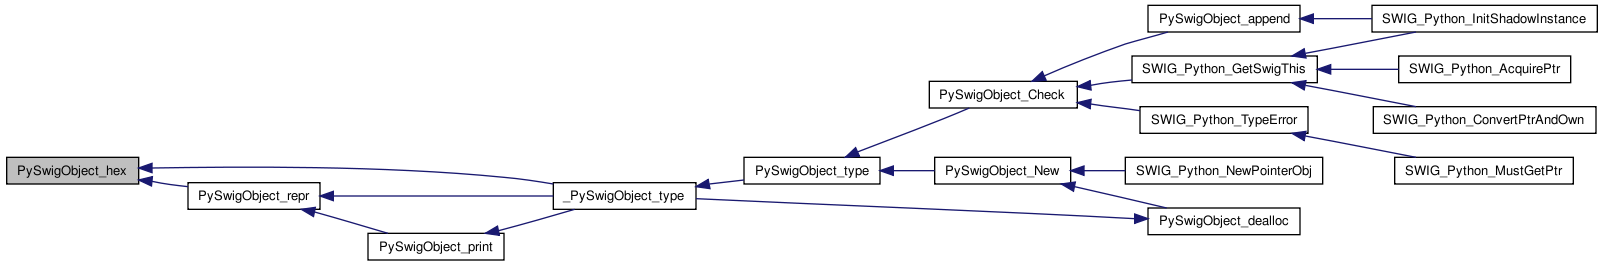 PySwigObject_append
SWIG_Python_InitShadowInstance
SWIG_Python_GetSwigThis
SWIG_Python_AcquirePtr
PySwigObject_Check
SWIG_Python_TypeError
SWIG_Python_ConvertPtrAndOwn
PySwigObject_hex
PySwigObject_type
PySwigObject_New
SWIG_Python_NewPointerObj
SWIG_Python_MustGetPtr
PySwigObject_repr
_PySwigObject_type
PySwigObject_dealloc
PySwigObject_print